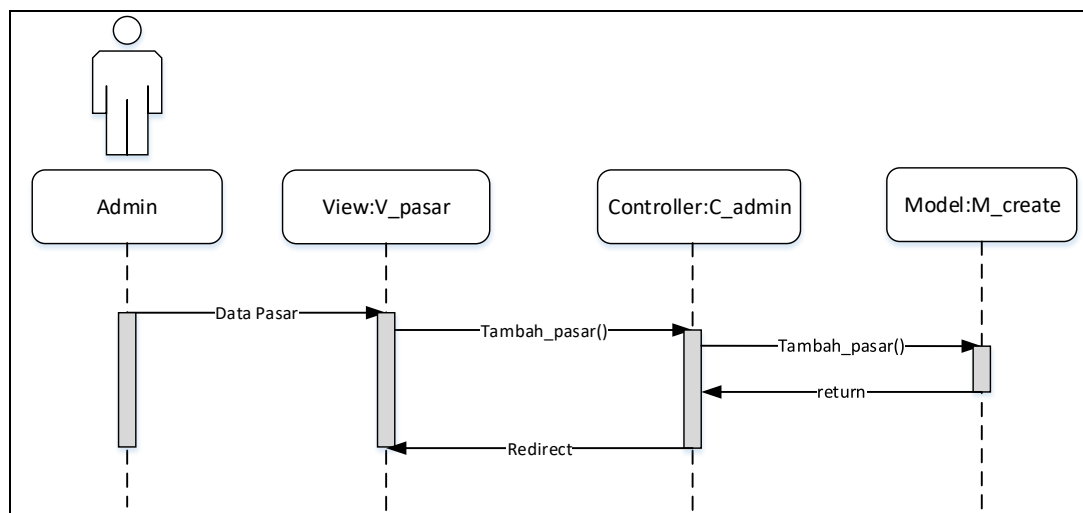 Admin
View:V_pasar
Controller:C_admin
Model:M_create
Data Pasar
Tambah_pasar()
Tambah_pasar()
return
Redirect